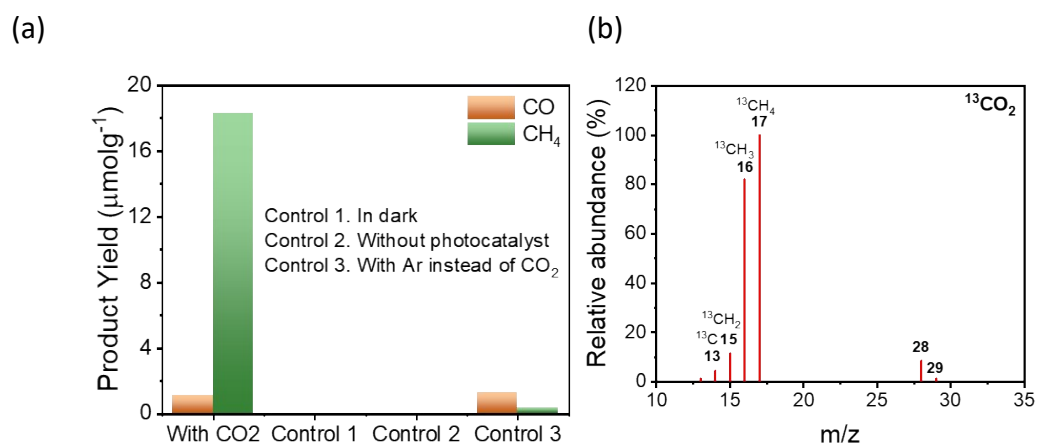 (a)
(b)
Product Yield (μmolg⁻¹)
20
16
12
8
4
0
CO
CH₄
Control 1. In dark
Control 2. Without photocatalyst
Control 3. With Ar instead of CO₂
With CO2 Control 1 Control 2 Control 3
Relative abundance (%)
120
100
80
60
40
20
0
¹³CO₂
¹³CH₄
17
¹³CH₃
16
¹³CH₂
¹³C 15
13
28
29
10 15 20 25 30 35
m/z